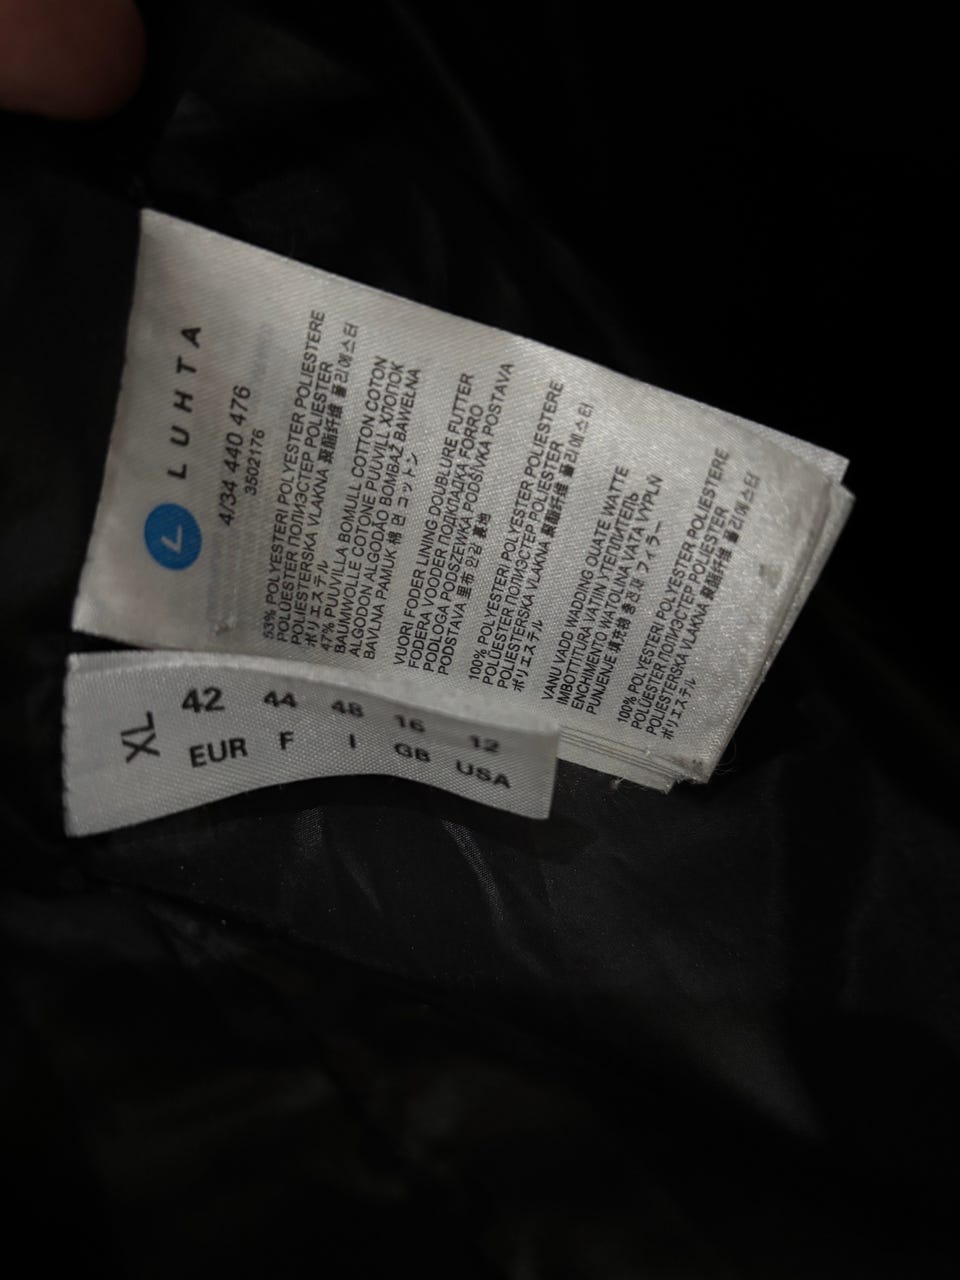 L
LUHTA
4/34 440 476
3502176
53% POLYESTERI POLYESTER POLIESTERE
POLÜESTER ПОЛИЭСТЕР POLIESTER
POLIESTERSKA VLAKNA 聚酯纤维 폴리에스터
ポリエステル
47% PUUVILLA BOMULL COTTON COTON
BAUMWOLLE COTONE PUUVILL ХЛОПОК
ALGODON ALGODÃO BOMBAŽ BAWEŁNA
BAVLNA PAMUK 棉 면 コットン
VUORI FODER LINING DOUBLURE FUTTER
FODERA VOODER ПОДКЛАДКА FORRO
PODLOGA PODSZEWKA PODŠÍVKA POSTAVA
PODSTAVA 里布 안감 裏地
100% POLYESTERI POLYESTER POLIESTERE
POLÜESTER ПОЛИЭСТЕР POLIESTER
POLIESTERSKA VLAKNA 聚酯纤维 폴리에스터
ポリエステル
VANU VADD WADDING OUATE WATTE
IMBOTTITURA VATIIN УТЕПЛИТЕЛЬ
ENCHIMENTO WATOLINA VATA VÝPLŇ
PUNJENJE 填充棉 충전재 フィラー
100% POLYESTERI POLYESTER POLIESTERE
POLÜESTER ПОЛИЭСТЕР POLIESTER
POLIESTERSKA VLAKNA 聚酯纤维 폴리에스터
ポリエステル
XL
42 44 48 16 12
EUR F I GB USA